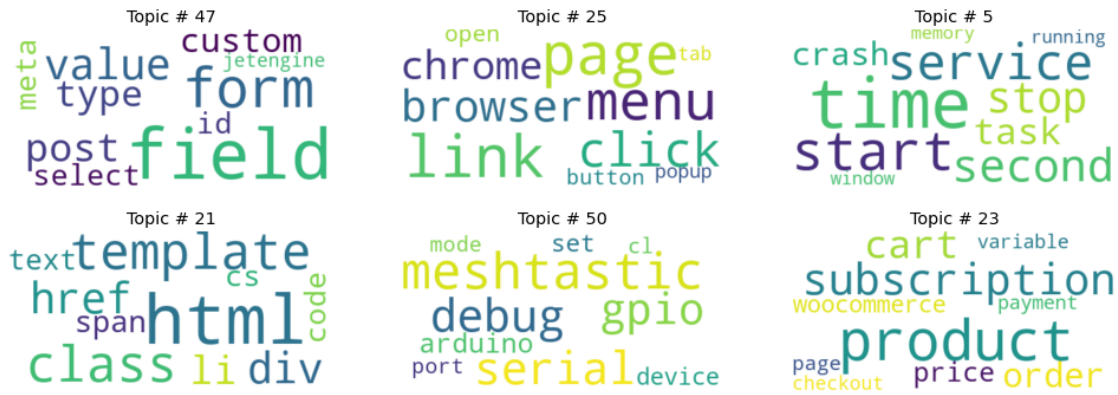 Topic # 47
Topic # 25
Topic # 5
meta
custom
jetengine
value
type
form
id
post
field
select
open
page
tab
chrome
browser
menu
link
click
button
popup
memory
running
crash
service
time
stop
task
start
second
window
Topic # 21
Topic # 50
Topic # 23
text
template
cs
href
code
span
html
class
li
div
mode
set
cl
meshtastic
debug
gpio
arduino
port
serial
device
cart
variable
subscription
woocommerce
payment
product
page
price
order
checkout